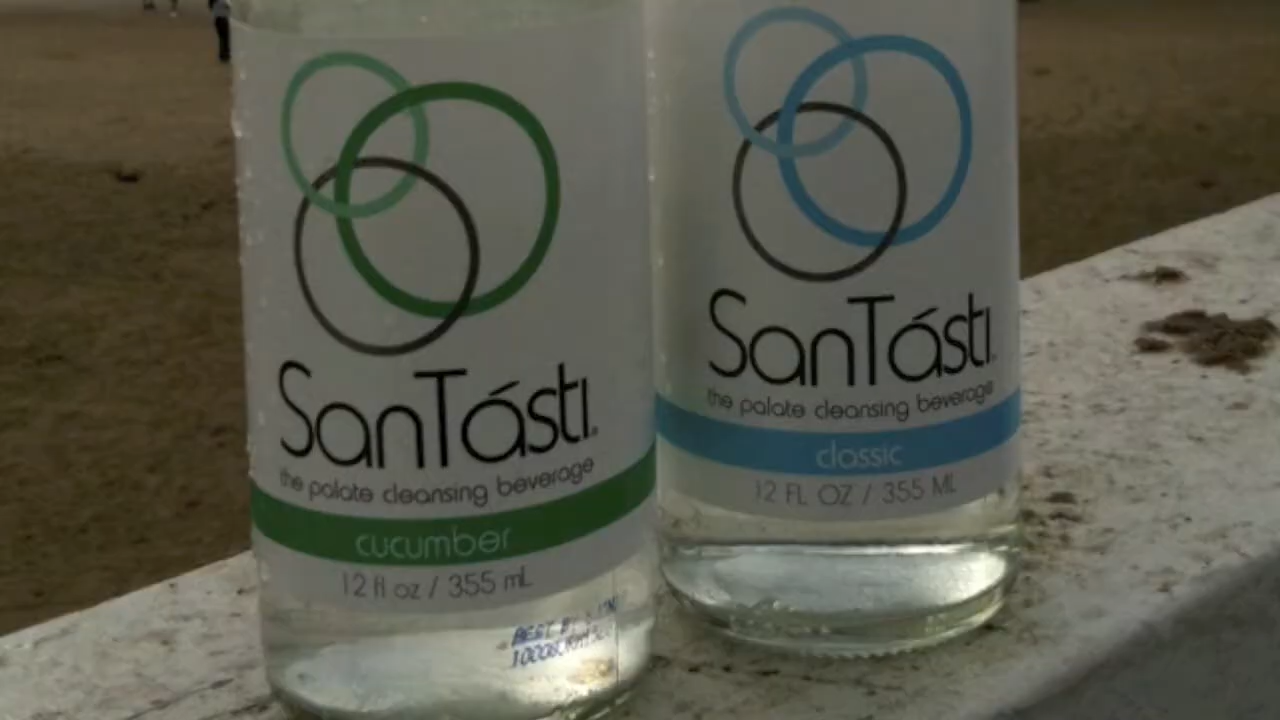 SanTásti
the palate cleansing beverage
cucumber
12 fl oz / 355 mL
BEST
SanTásti
the palate cleansing beverage
classic
12 FL OZ / 355 ML